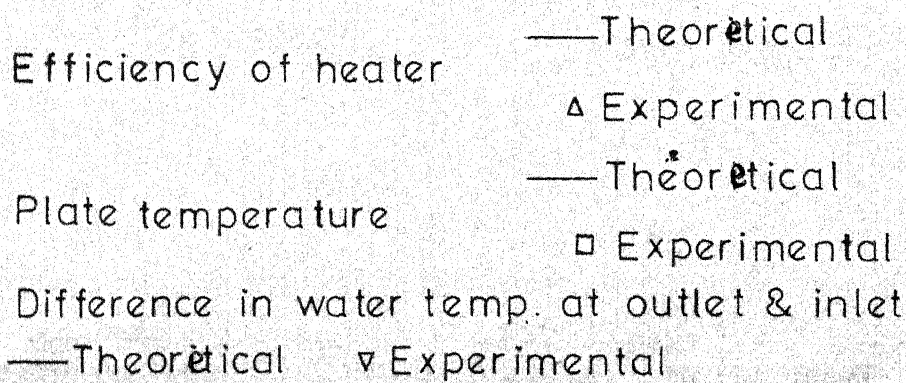 ——Theoretical
Efficiency of heater
△ Experimental
——Theoretical
Plate temperature
□ Experimental
Difference in water temp. at outlet & inlet
——Theoretical ▽ Experimental